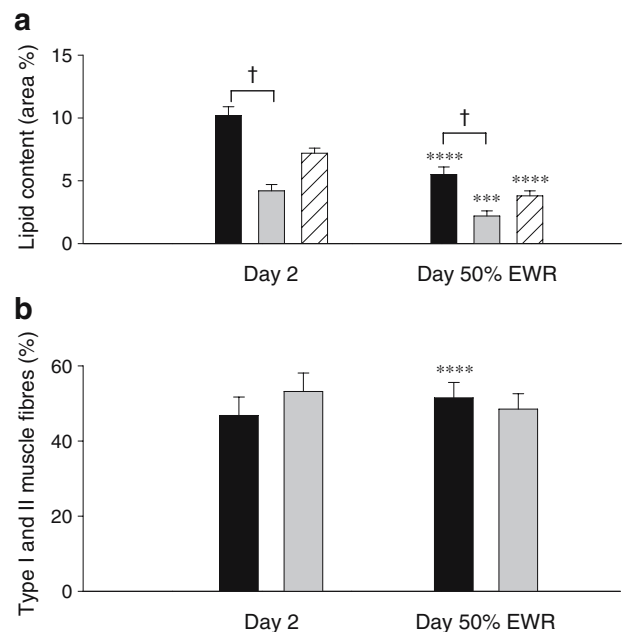 a
Lipid content (area %)
15
10
5
0
†
†
****
***
****
Day 2
Day 50% EWR
b
Type I and II muscle fibres (%)
60
40
20
0
****
Day 2
Day 50% EWR